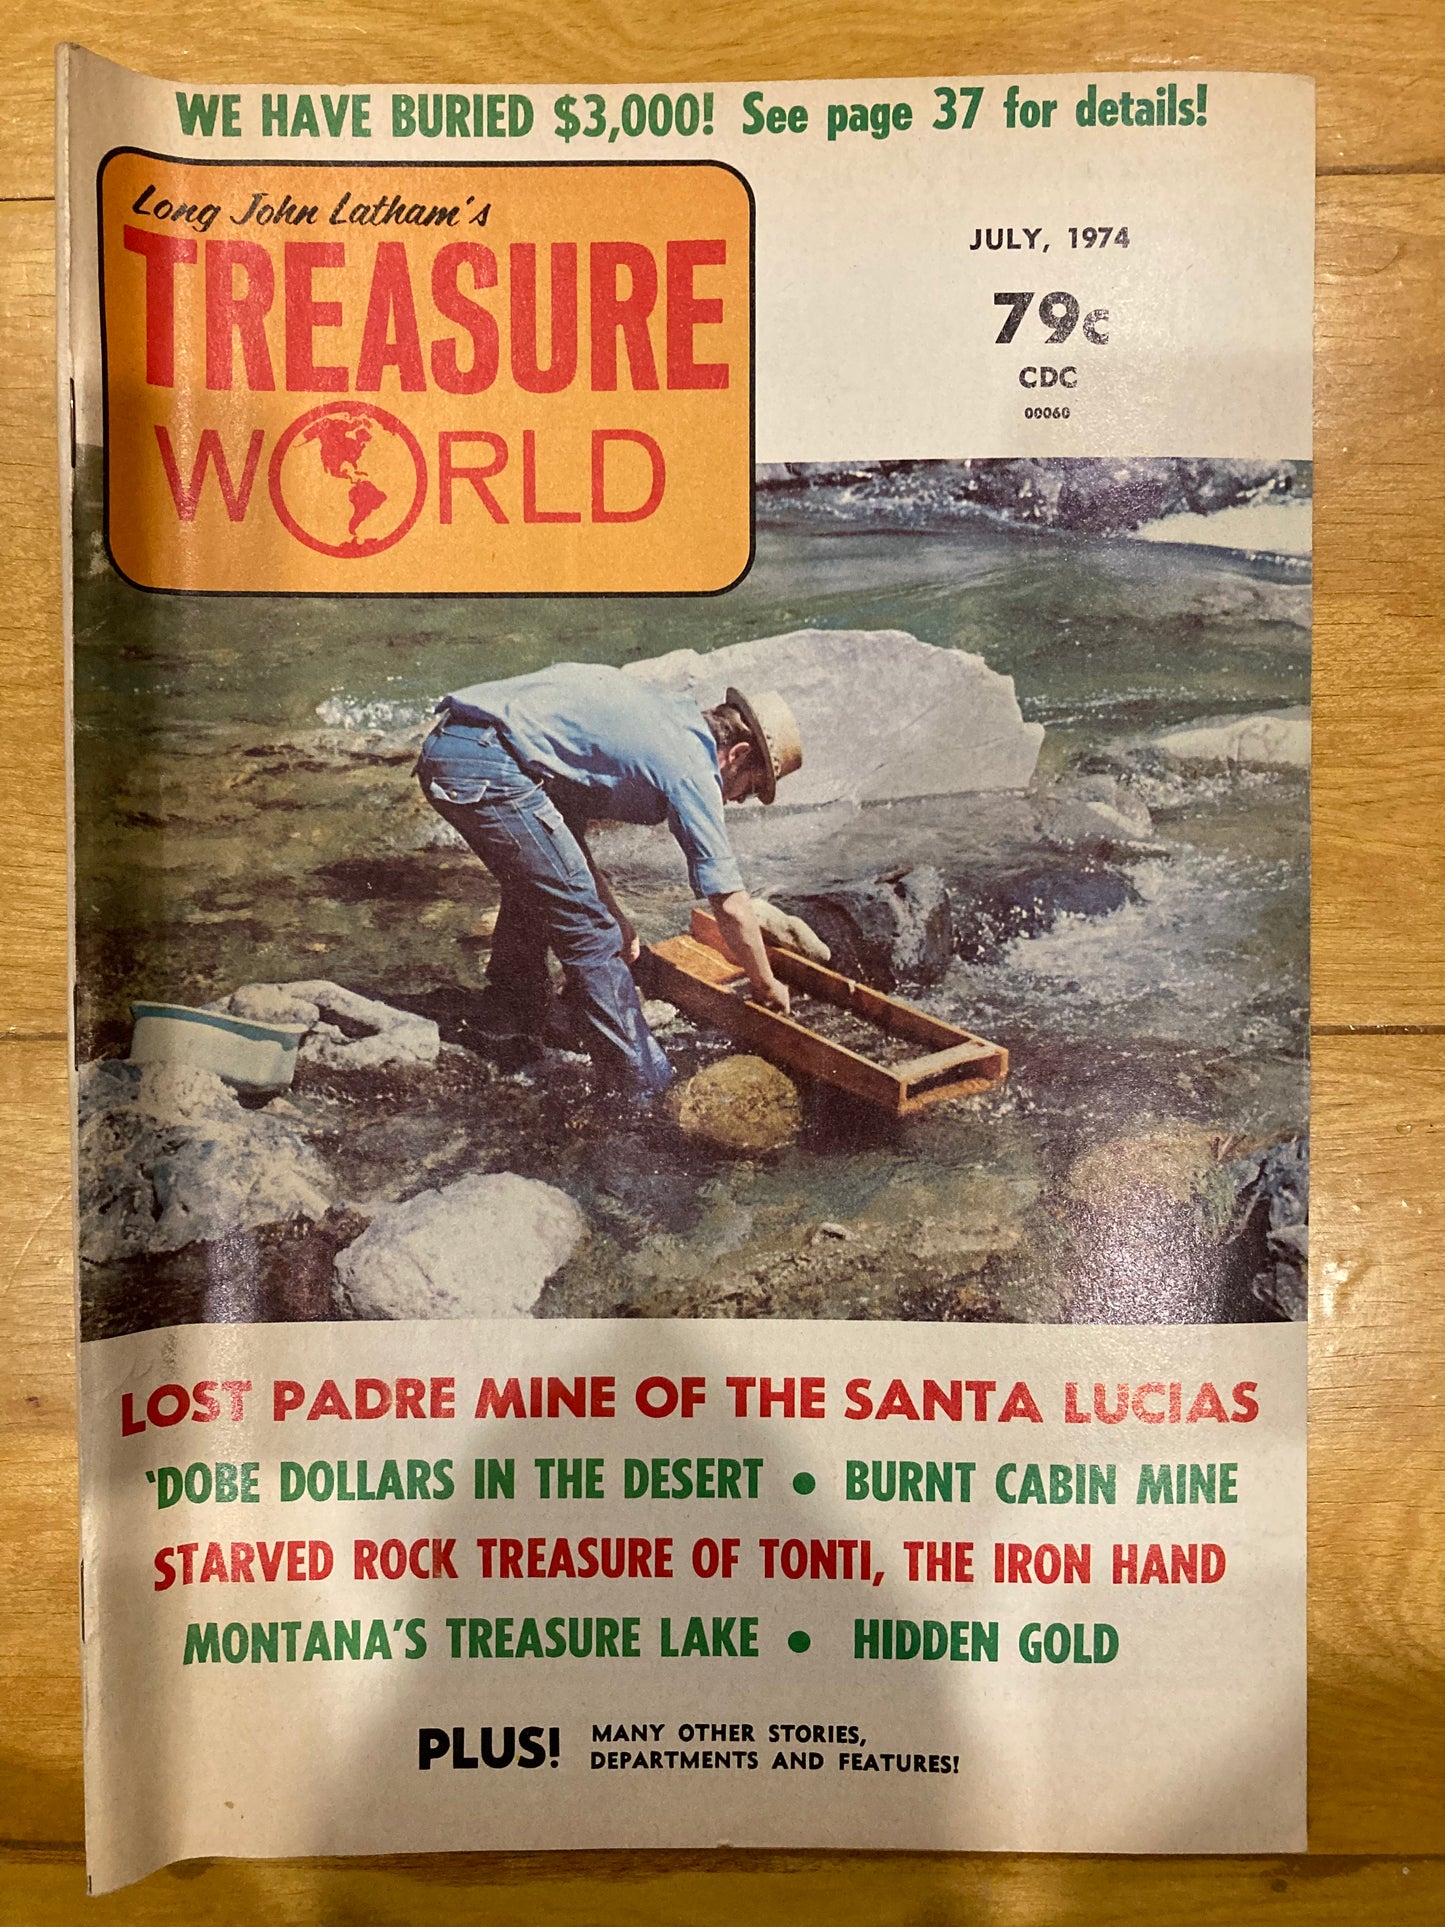 WE HAVE BURIED $3,000! See page 37 for details!
Long John Latham's
TREASURE
WORLD
JULY, 1974
79c
CDC
00060
LOST PADRE MINE OF THE SANTA LUCIAS
'DOBE DOLLARS IN THE DESERT • BURNT CABIN MINE
STARVED ROCK TREASURE OF TONTI, THE IRON HAND
MONTANA'S TREASURE LAKE • HIDDEN GOLD
PLUS! MANY OTHER STORIES,
DEPARTMENTS AND FEATURES!